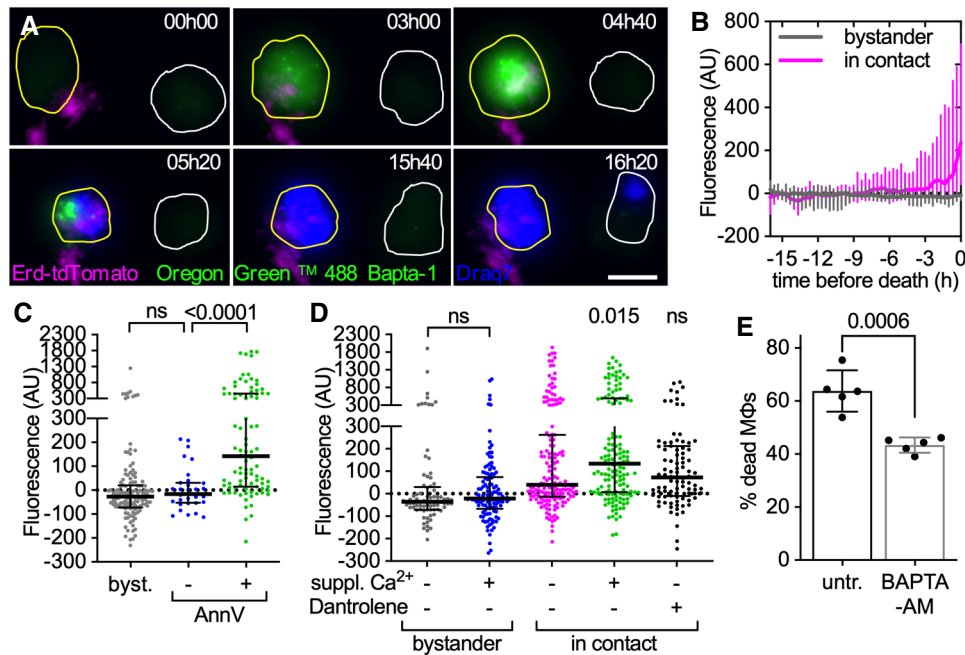 A
00h00
03h00
04h40
05h20
15h40
16h20
Erd-tdTomato Oregon Green ™ 488 Bapta-1 Draq7
B
Fluorescence (AU)
800
600
400
200
0
-200
bystander
in contact
-15 -12 -9 -6 -3 0
time before death (h)
C
ns <0.0001
Fluorescence (AU)
2300
1800
1300
800
300
300
200
100
0
-100
-200
-300
byst. - +
AnnV
D
ns 0.015 ns
Fluorescence (AU)
2300
1800
1300
800
300
300
200
100
0
-100
-200
-300
suppl. Ca2+ - + - + -
Dantrolene - - - - +
bystander in contact
E
0.0006
% dead MΦs
80
60
40
20
0
untr. BAPTA
-AM